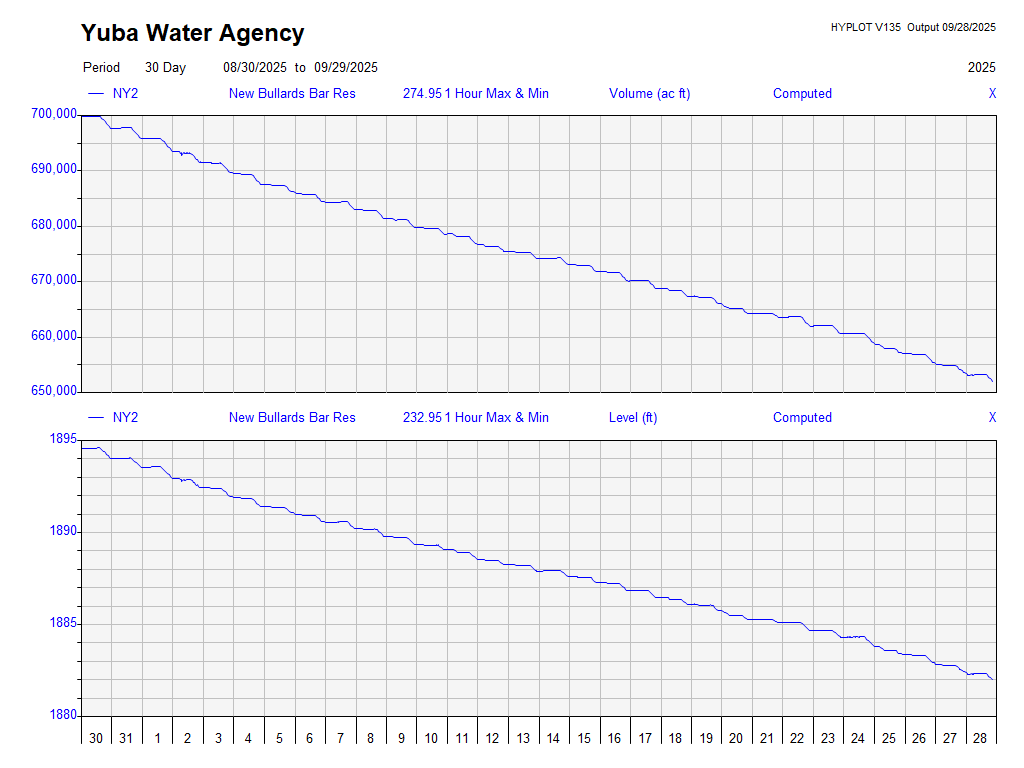 Yuba Water Agency
HYPLOT V135 Output 09/28/2025
Period 30 Day 08/30/2025 to 09/29/2025 2025
NY2 New Bullards Bar Res 274.95 1 Hour Max & Min Volume (ac ft) Computed X
700,000
690,000
680,000
670,000
660,000
650,000
NY2 New Bullards Bar Res 232.95 1 Hour Max & Min Level (ft) Computed X
1895
1890
1885
1880
30 31 1 2 3 4 5 6 7 8 9 10 11 12 13 14 15 16 17 18 19 20 21 22 23 24 25 26 27 28